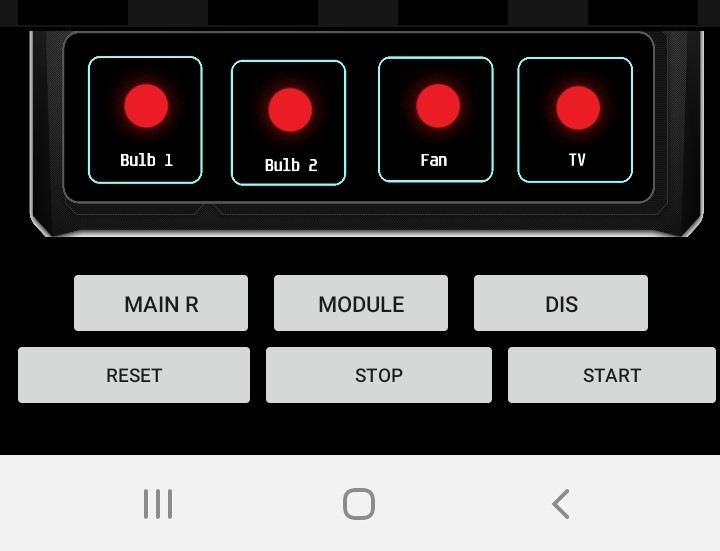 Bulb 1
Bulb 2
Fan
TV
MAIN R
MODULE
DIS
RESET
STOP
START